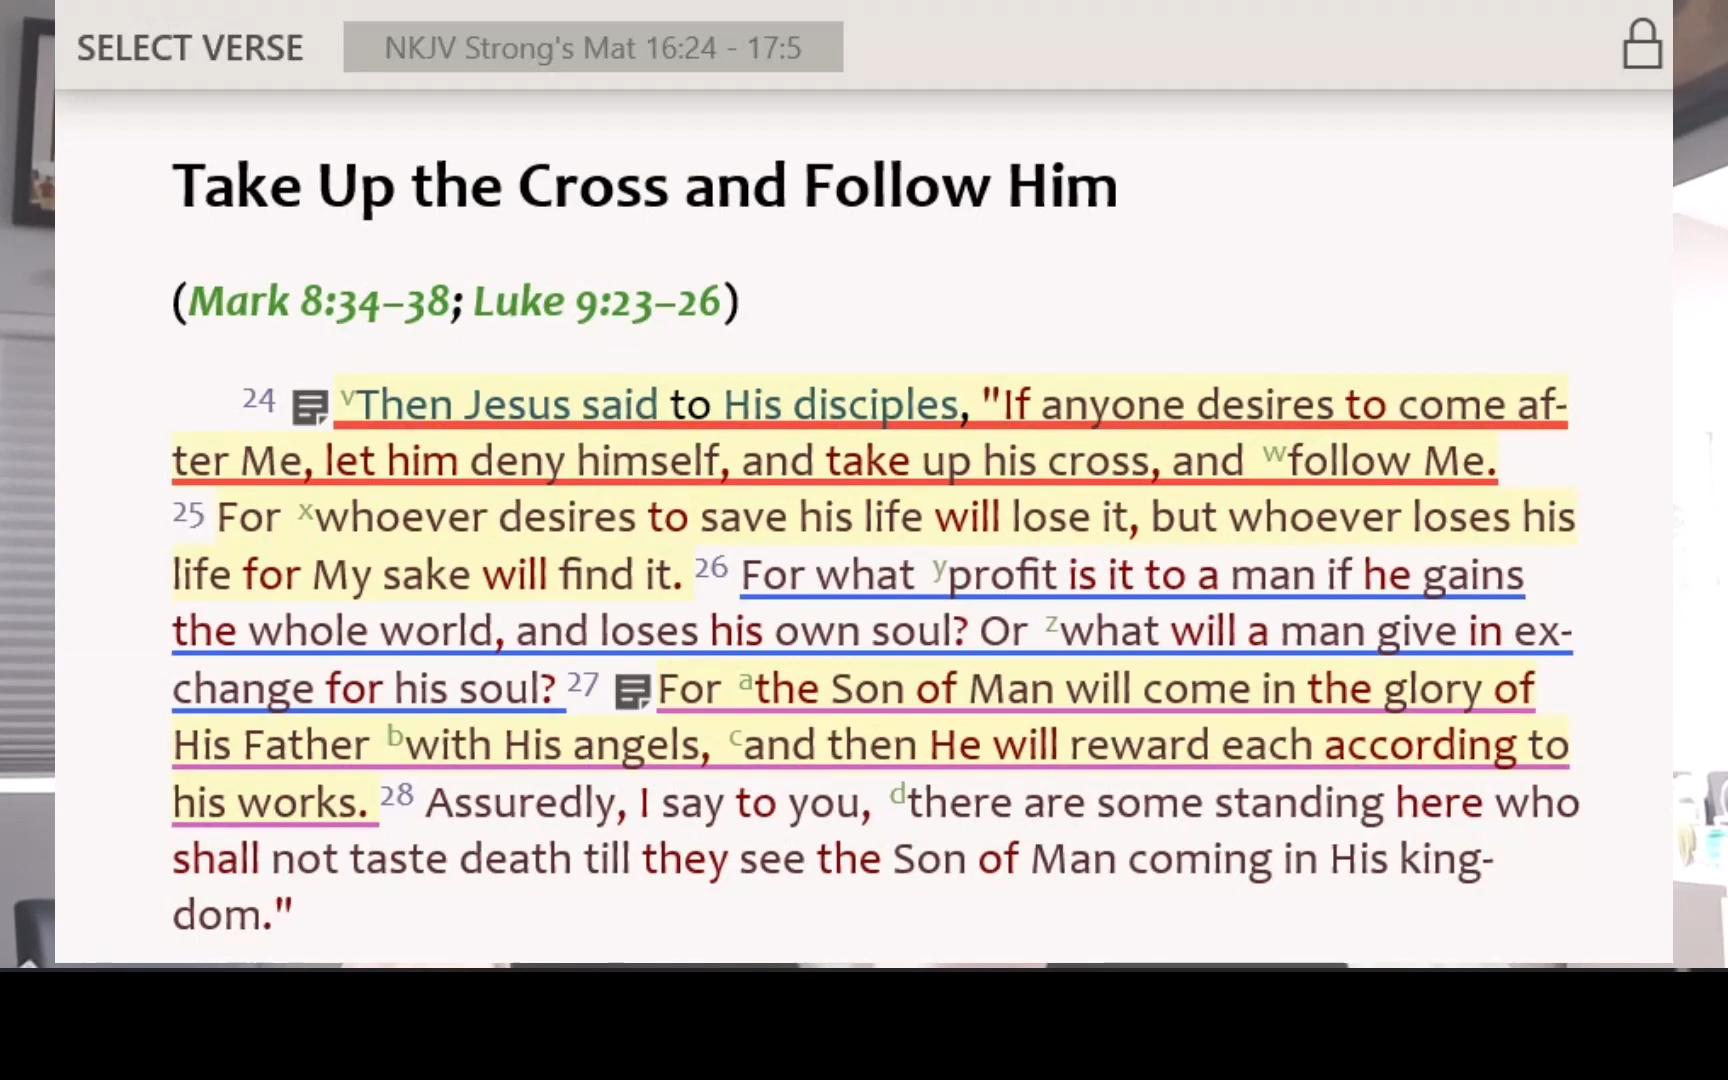 SELECT VERSE NKJV Strong's Mat 16:24 - 17:5
Take Up the Cross and Follow Him
(Mark 8:34–38; Luke 9:23–26)
24 vThen Jesus said to His disciples, "If anyone desires to come af-
ter Me, let him deny himself, and take up his cross, and wfollow Me.
25 For xwhoever desires to save his life will lose it, but whoever loses his
life for My sake will find it. 26 For what yprofit is it to a man if he gains
the whole world, and loses his own soul? Or zwhat will a man give in ex-
change for his soul? 27 For athe Son of Man will come in the glory of
His Father bwith His angels, cand then He will reward each according to
his works. 28 Assuredly, I say to you, dthere are some standing here who
shall not taste death till they see the Son of Man coming in His king-
dom."